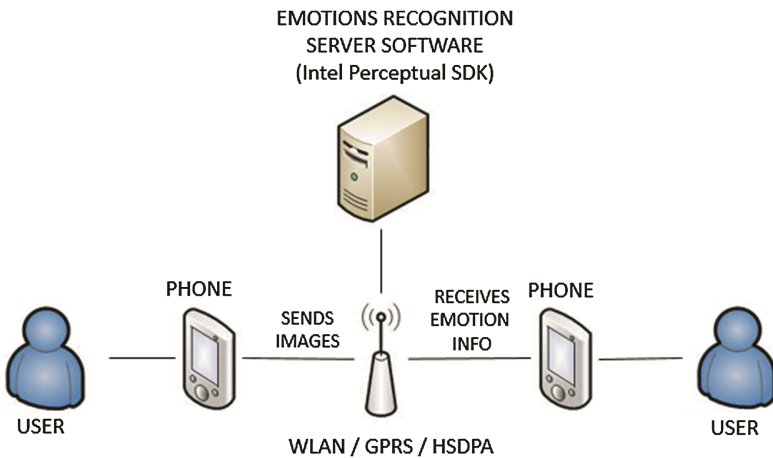 EMOTIONS RECOGNITION
SERVER SOFTWARE
(Intel Perceptual SDK)
PHONE
SENDS
IMAGES
RECEIVES
EMOTION
INFO
PHONE
USER
WLAN / GPRS / HSDPA
USER